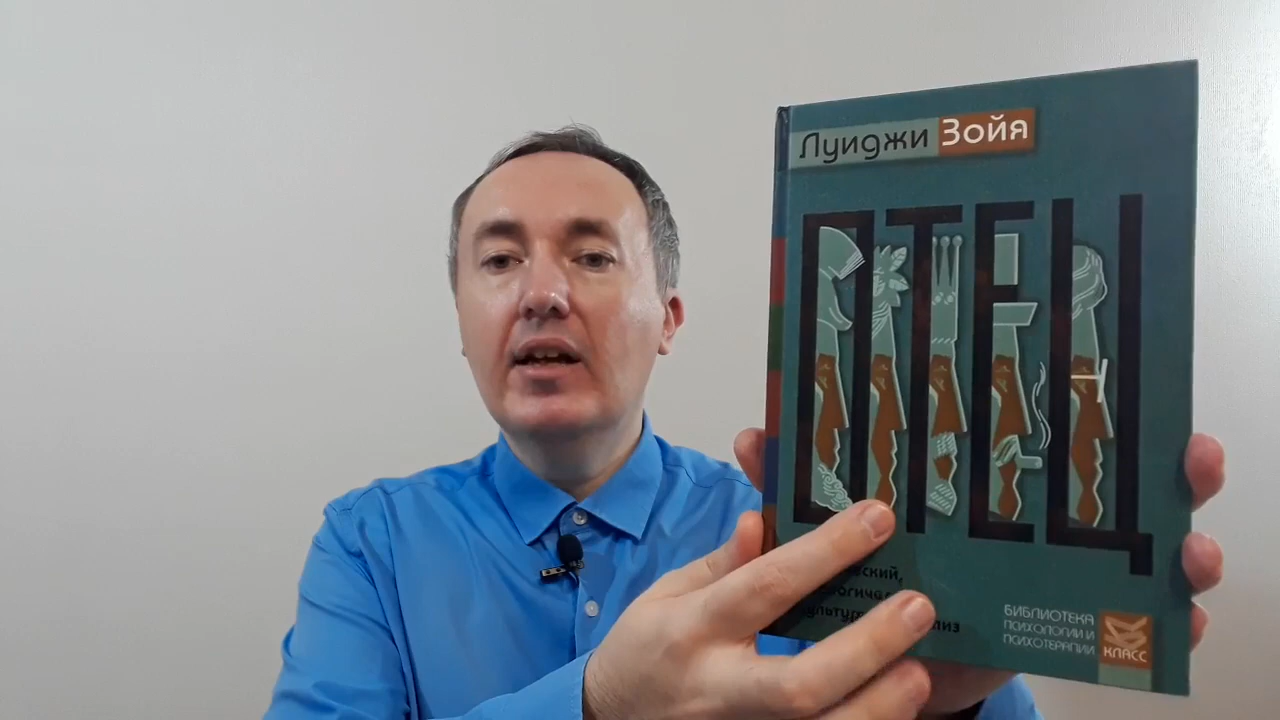 Луиджи Зойя
ОТЕЦ
БИБЛИОТЕКА
ПСИХОЛОГИИ И
ПСИХОТЕРАПИИ
КЛАСС